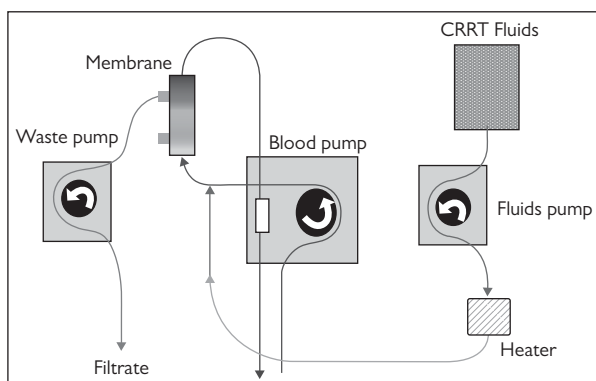 CRRT Fluids
Membrane
Waste pump
Blood pump
Fluids pump
Heater
Filtrate